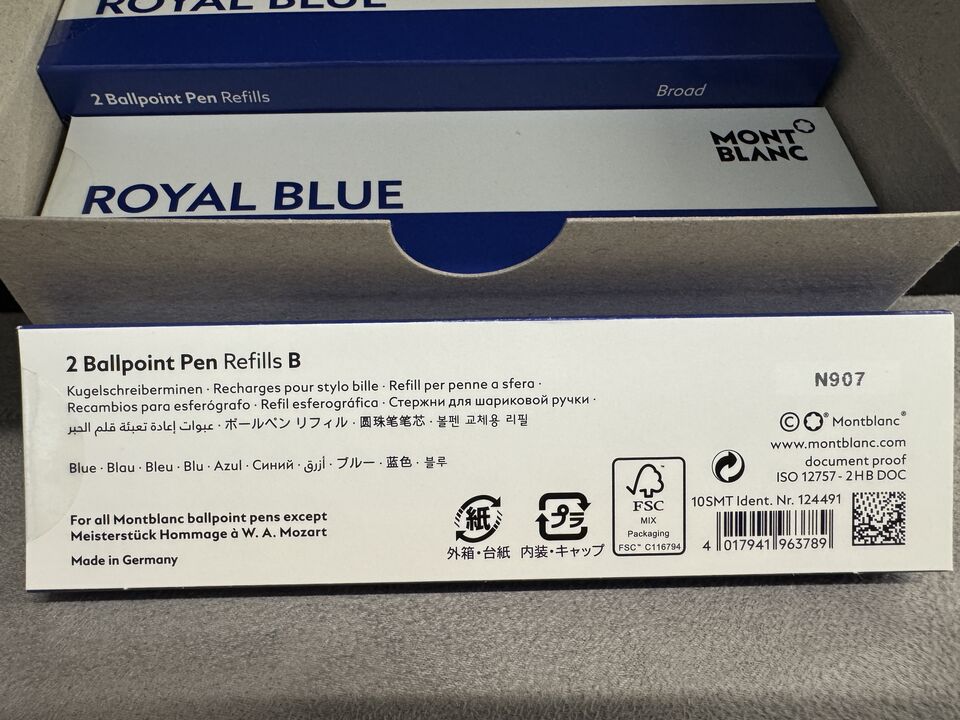 ROYAL BLUE
2 Ballpoint Pen Refills
Broad
MONT
BLANC
ROYAL BLUE
2 Ballpoint Pen Refills B
Kugelschreiberminen · Recharges pour stylo bille · Refill per penne a sfera ·
Recambios para esferógrafo · Refil esferográfica · Стержни для шариковой ручки ·
عبوات إعادة تعبئة قلم الحبر · ボールペン リフィル · 圆珠笔笔芯 · 볼펜 교체용 리필
Blue · Blau · Bleu · Blu · Azul · Синий · أزرق · ブルー · 蓝色 · 블루
For all Montblanc ballpoint pens except
Meisterstück Hommage à W. A. Mozart
Made in Germany
紙
外箱・台紙
プラ
内装・キャップ
FSC
MIX
Packaging
FSC™ C116794
N907
© ® Montblanc®
www.montblanc.com
document proof
ISO 12757 - 2 HB DOC
10SMT Ident. Nr. 124491
4 017941 963789